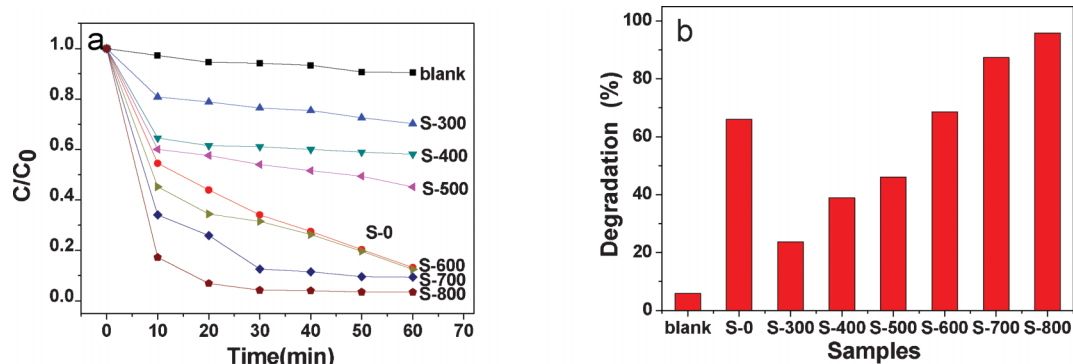 a
1.0
0.8
0.6
0.4
0.2
0.0
C/C0
blank
S-300
S-400
S-500
S-0
S-600
S-700
S-800
0 10 20 30 40 50 60 70
Time(min)
b
100
80
60
40
20
0
Degradation (%)
blank S-0 S-300 S-400 S-500 S-600 S-700 S-800
Samples